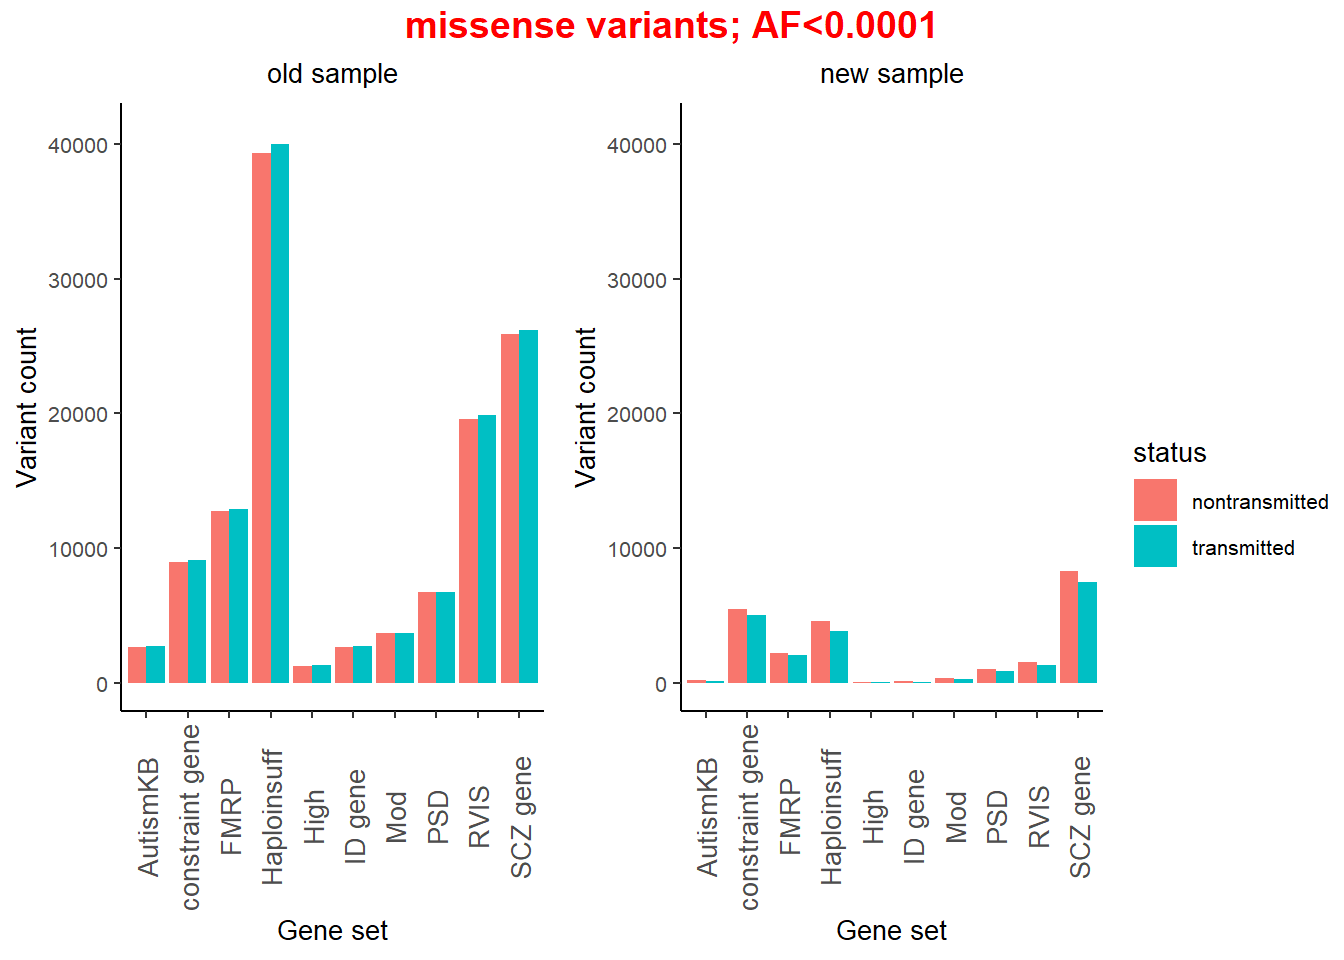 missense variants; AF<0.0001
old sample
new sample
Variant count
40000
30000
20000
10000
0
AutismKB
constraint gene
FMRP
Haploinsuff
High
ID gene
Mod
PSD
RVIS
SCZ gene
Gene set
Variant count
40000
30000
20000
10000
0
AutismKB
constraint gene
FMRP
Haploinsuff
High
ID gene
Mod
PSD
RVIS
SCZ gene
Gene set
status
nontransmitted
transmitted